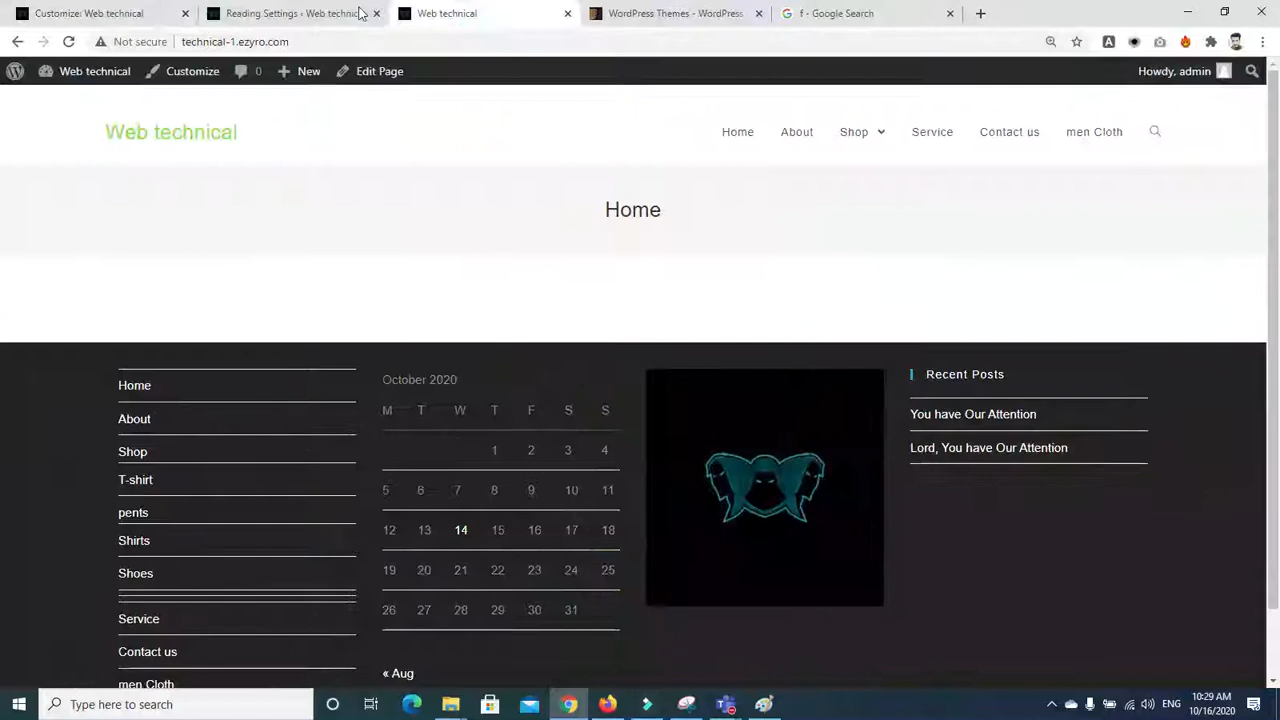 Customize: Web technical
Reading Settings ‹ Web technic
Web technical
WordPress Themes - WordPress
f - Google Search
Not secure
technical-1.ezyro.com
Web technical
Customize
0
New
Edit Page
Howdy, admin
Web technical
Home
About
Shop
Service
Contact us
men Cloth
Home
Home
About
Shop
T-shirt
pents
Shirts
Shoes
Service
Contact us
men Cloth
October 2020
M T W T F S S
1 2 3 4
5 6 7 8 9 10 11
12 13 14 15 16 17 18
19 20 21 22 23 24 25
26 27 28 29 30 31
« Aug
Recent Posts
You have Our Attention
Lord, You have Our Attention
Type here to search
ENG
10:29 AM
10/16/2020